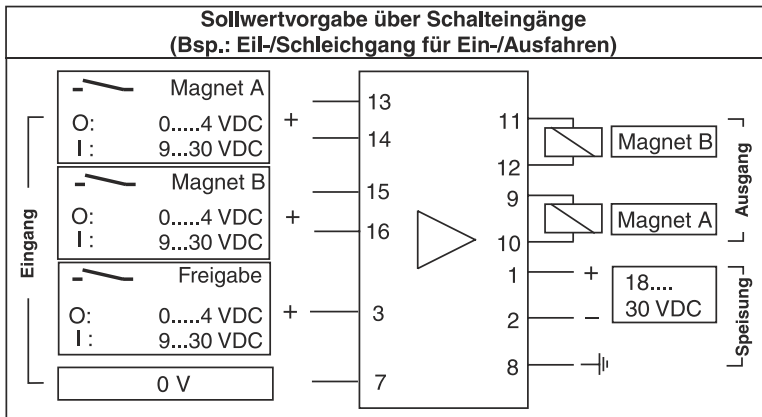 Sollwertvorgabe über Schalteingänge
(Bsp.: Eil-/Schleichgang für Ein-/Ausfahren)
Eingang
Magnet A
O: 0.....4 VDC
I : 9...30 VDC
+
13
14
Magnet B
O: 0.....4 VDC
I : 9...30 VDC
+
15
16
Freigabe
O: 0.....4 VDC
I : 9...30 VDC
+
3
0 V
7
11
12
Magnet B
9
10
Magnet A
Ausgang
1 +
2 –
18....
30 VDC
8
Speisung